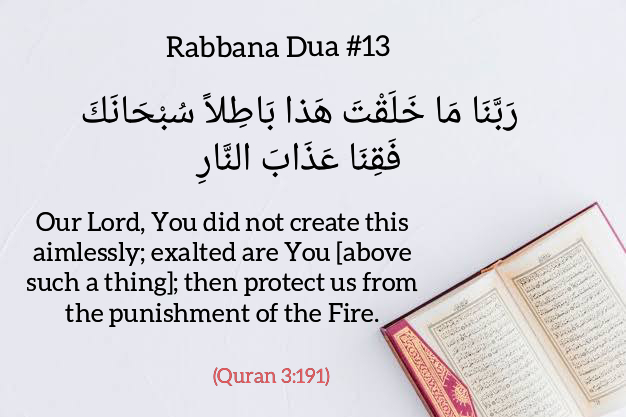 Rabbana Dua #13
رَبَّنَا مَا خَلَقْتَ هَذا بَاطِلاً سُبْحَانَكَ
فَقِنَا عَذَابَ النَّارِ
Our Lord, You did not create this
aimlessly; exalted are You [above
such a thing]; then protect us from
the punishment of the Fire.
(Quran 3:191)